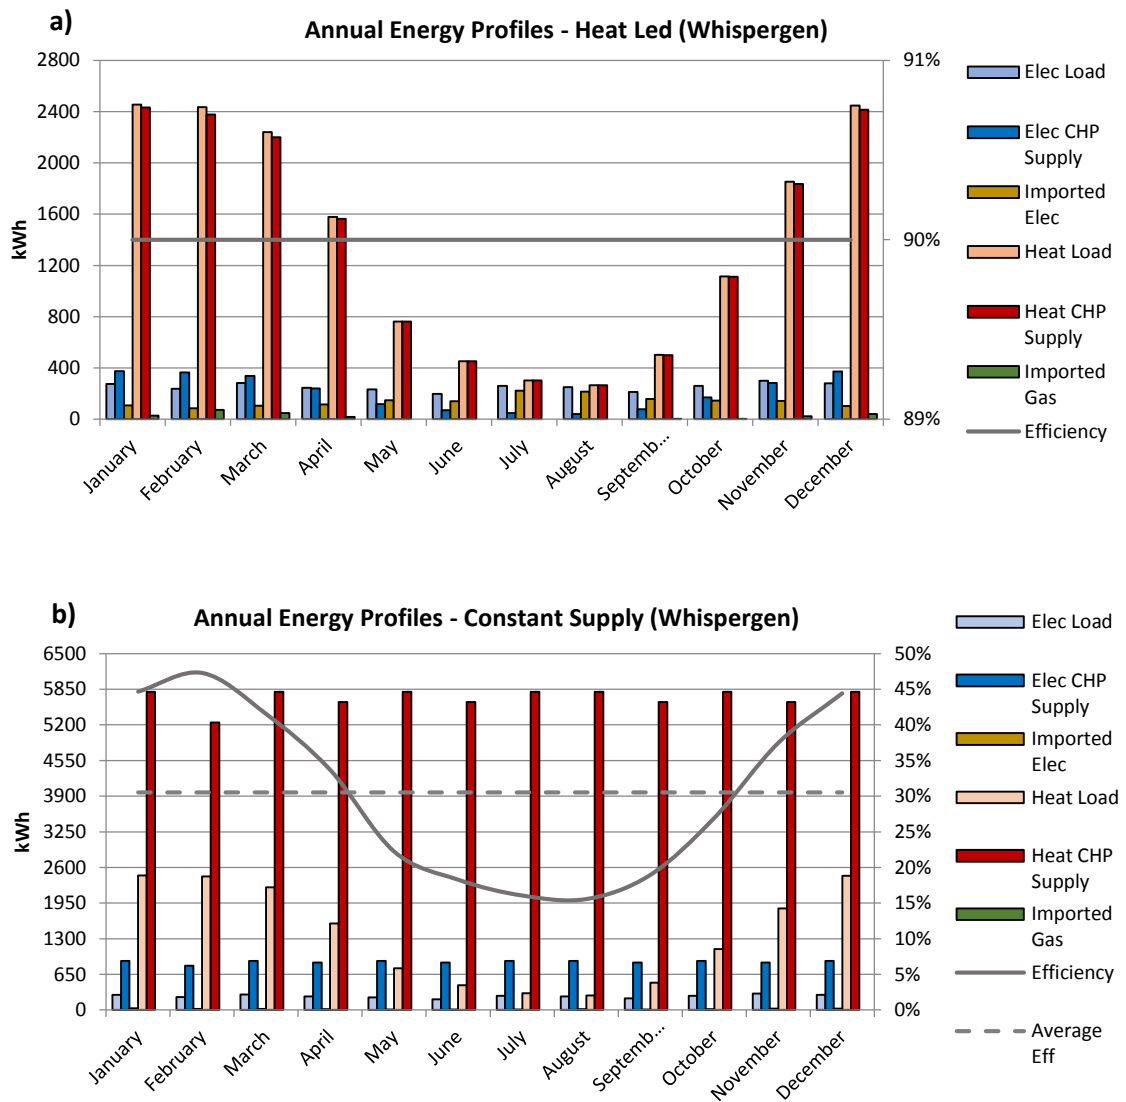 a)
Annual Energy Profiles - Heat Led (Whispergen)
2800
2400
2000
1600
1200
800
400
0
kWh
91%
90%
89%
January
February
March
April
May
June
July
August
Septemb...
October
November
December
Elec Load
Elec CHP
Supply
Imported
Elec
Heat Load
Heat CHP
Supply
Imported
Gas
Efficiency
b)
Annual Energy Profiles - Constant Supply (Whispergen)
6500
5850
5200
4550
3900
3250
2600
1950
1300
650
0
kWh
50%
45%
40%
35%
30%
25%
20%
15%
10%
5%
0%
January
February
March
April
May
June
July
August
Septemb...
October
November
December
Elec Load
Elec CHP
Supply
Imported
Elec
Heat Load
Heat CHP
Supply
Imported
Gas
Efficiency
Average
Eff